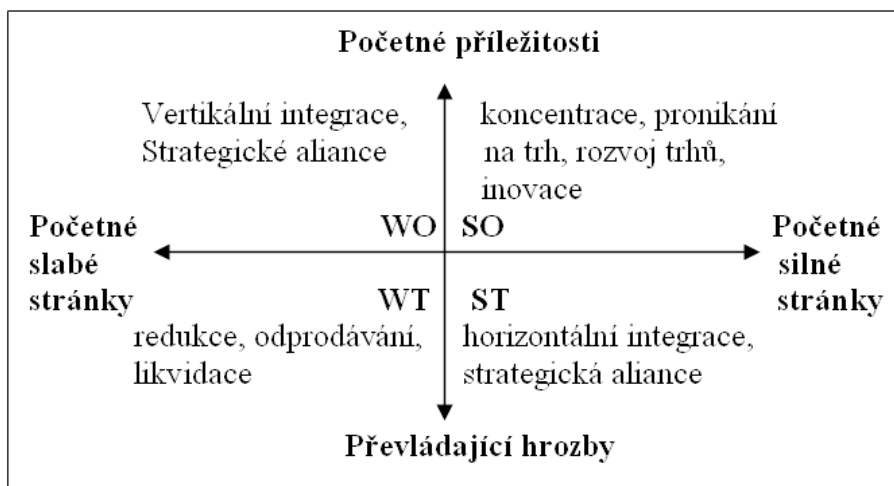 Početné příležitosti
Vertikální integrace,
Strategické aliance
koncentrace, pronikání
na trh, rozvoj trhů,
inovace
WO
SO
Početné
slabé
stránky
Početné
silné
stránky
WT
ST
redukce, odprodávání,
likvidace
horizontální integrace,
strategická aliance
Převládající hrozby